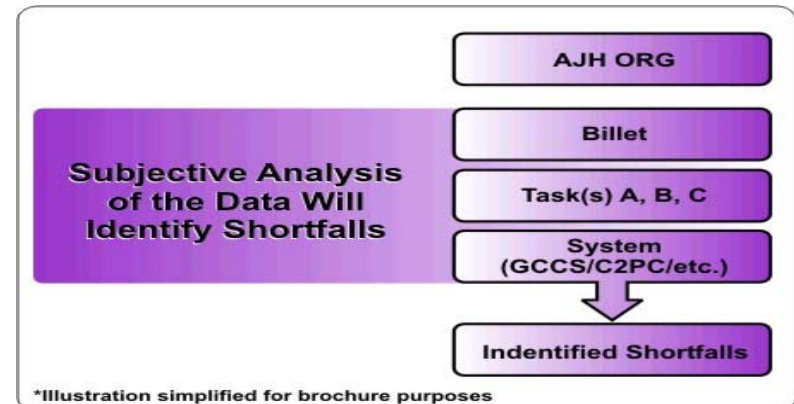 AJH ORG
Billet
Subjective Analysis
of the Data Will
Identify Shortfalls
Task(s) A, B, C
System
(GCCS/C2PC/etc.)
Indentified Shortfalls
*Illustration simplified for brochure purposes